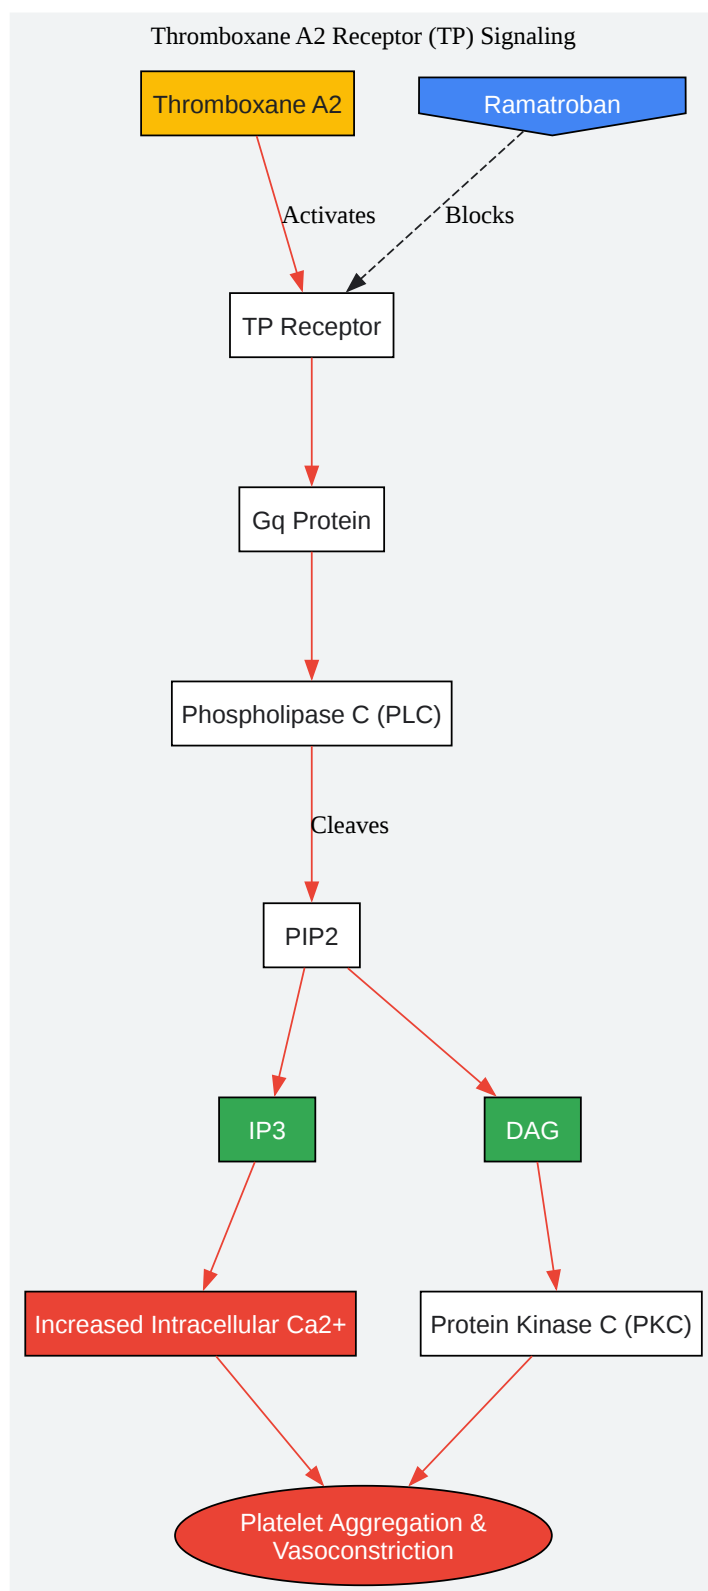 Thromboxane A2 Receptor (TP) Signaling
Thromboxane A2
Ramatroban
Activates
Blocks
TP Receptor
Gq Protein
Phospholipase C (PLC)
Cleaves
PIP2
IP3
DAG
Increased Intracellular Ca2+
Protein Kinase C (PKC)
Platelet Aggregation &
Vasoconstriction